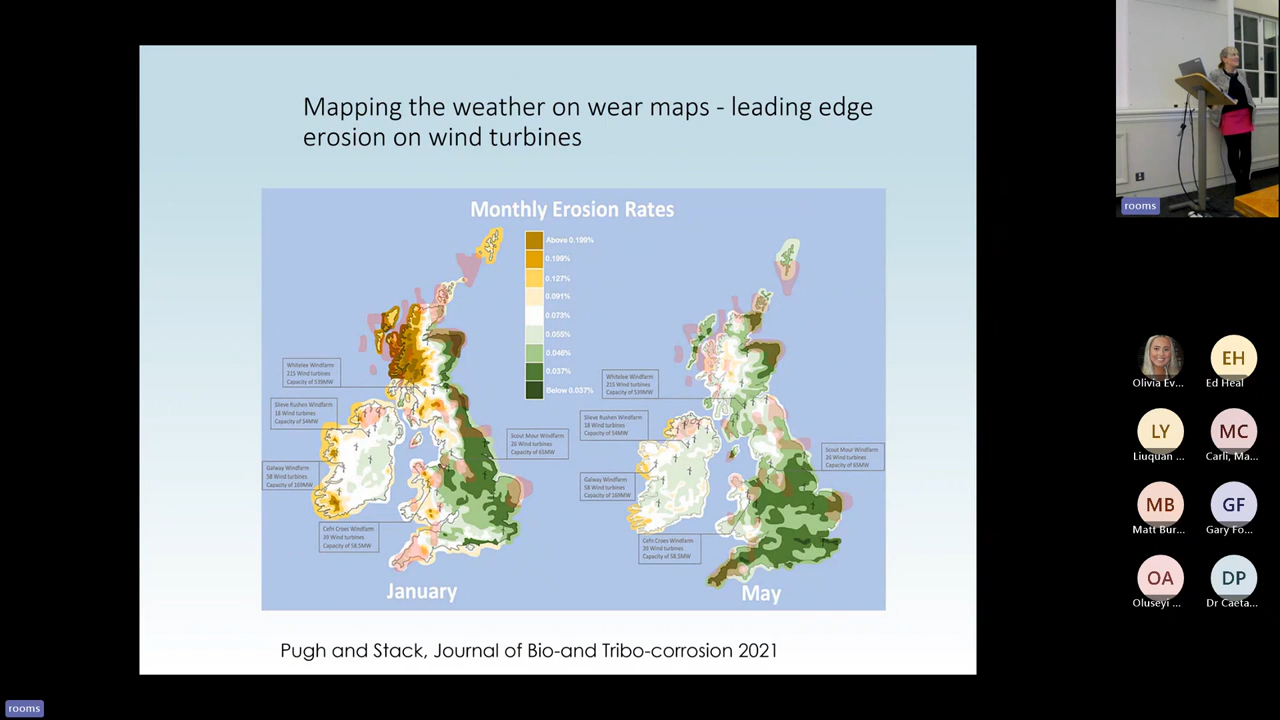 Mapping the weather on wear maps - leading edge
erosion on wind turbines
Monthly Erosion Rates
Above 0.199%
0.199%
0.127%
0.091%
0.073%
0.055%
0.046%
0.037%
Below 0.037%
Whitelee Windfarm
215 Wind turbines
Capacity of 539MW
Slieve Rushen Windfarm
18 Wind turbines
Capacity of 54MW
Galway Windfarm
58 Wind turbines
Capacity of 169MW
Scout Mour Windfarm
26 Wind turbines
Capacity of 65MW
Cefn Croes Windfarm
39 Wind turbines
Capacity of 58.5MW
January
Whitelee Windfarm
215 Wind turbines
Capacity of 539MW
Slieve Rushen Windfarm
18 Wind turbines
Capacity of 54MW
Galway Windfarm
58 Wind turbines
Capacity of 169MW
Scout Mour Windfarm
26 Wind turbines
Capacity of 65MW
Cefn Croes Windfarm
39 Wind turbines
Capacity of 58.5MW
May
Pugh and Stack, Journal of Bio-and Tribo-corrosion 2021
rooms
Olivia Ev...
EH
Ed Heal
LY
Liuquan ...
MC
Carli, Ma...
MB
Matt Bur...
GF
Gary Fo...
OA
Oluseyi ...
DP
Dr Caeta...
rooms